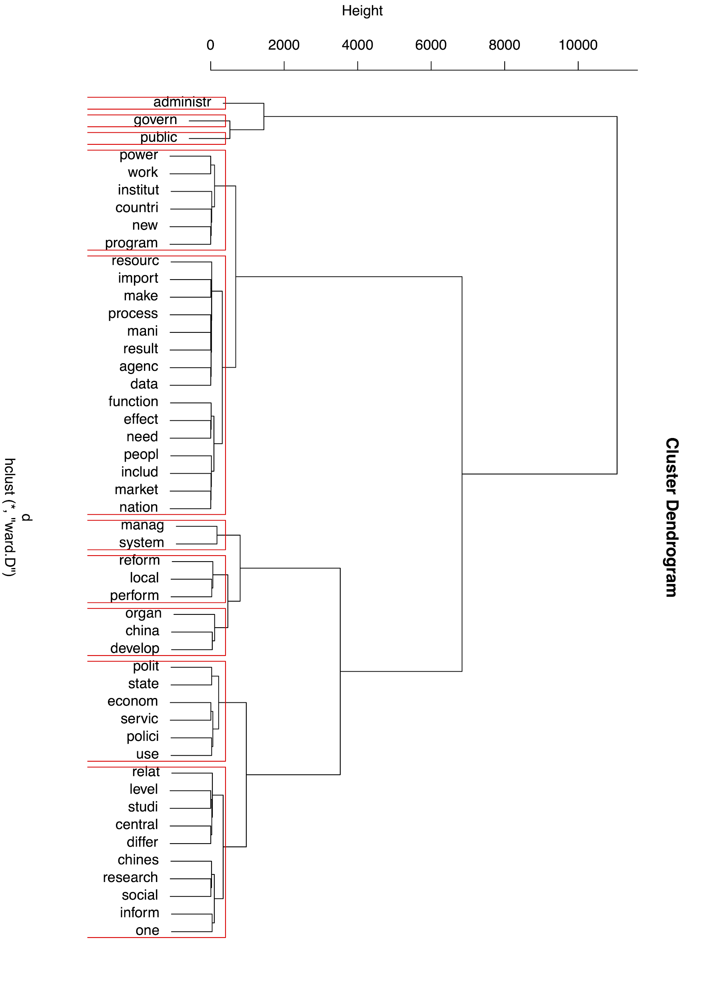 Height
0 2000 4000 6000 8000 10000
administr
govern
public
power
work
institut
countri
new
program
resourc
import
make
process
mani
result
agenc
data
function
effect
need
peopl
includ
market
nation
manag
system
reform
local
perform
organ
china
develop
polit
state
econom
servic
polici
use
relat
level
studi
central
differ
chines
research
social
inform
one
Cluster Dendrogram
d
hclust (*, "ward.D")